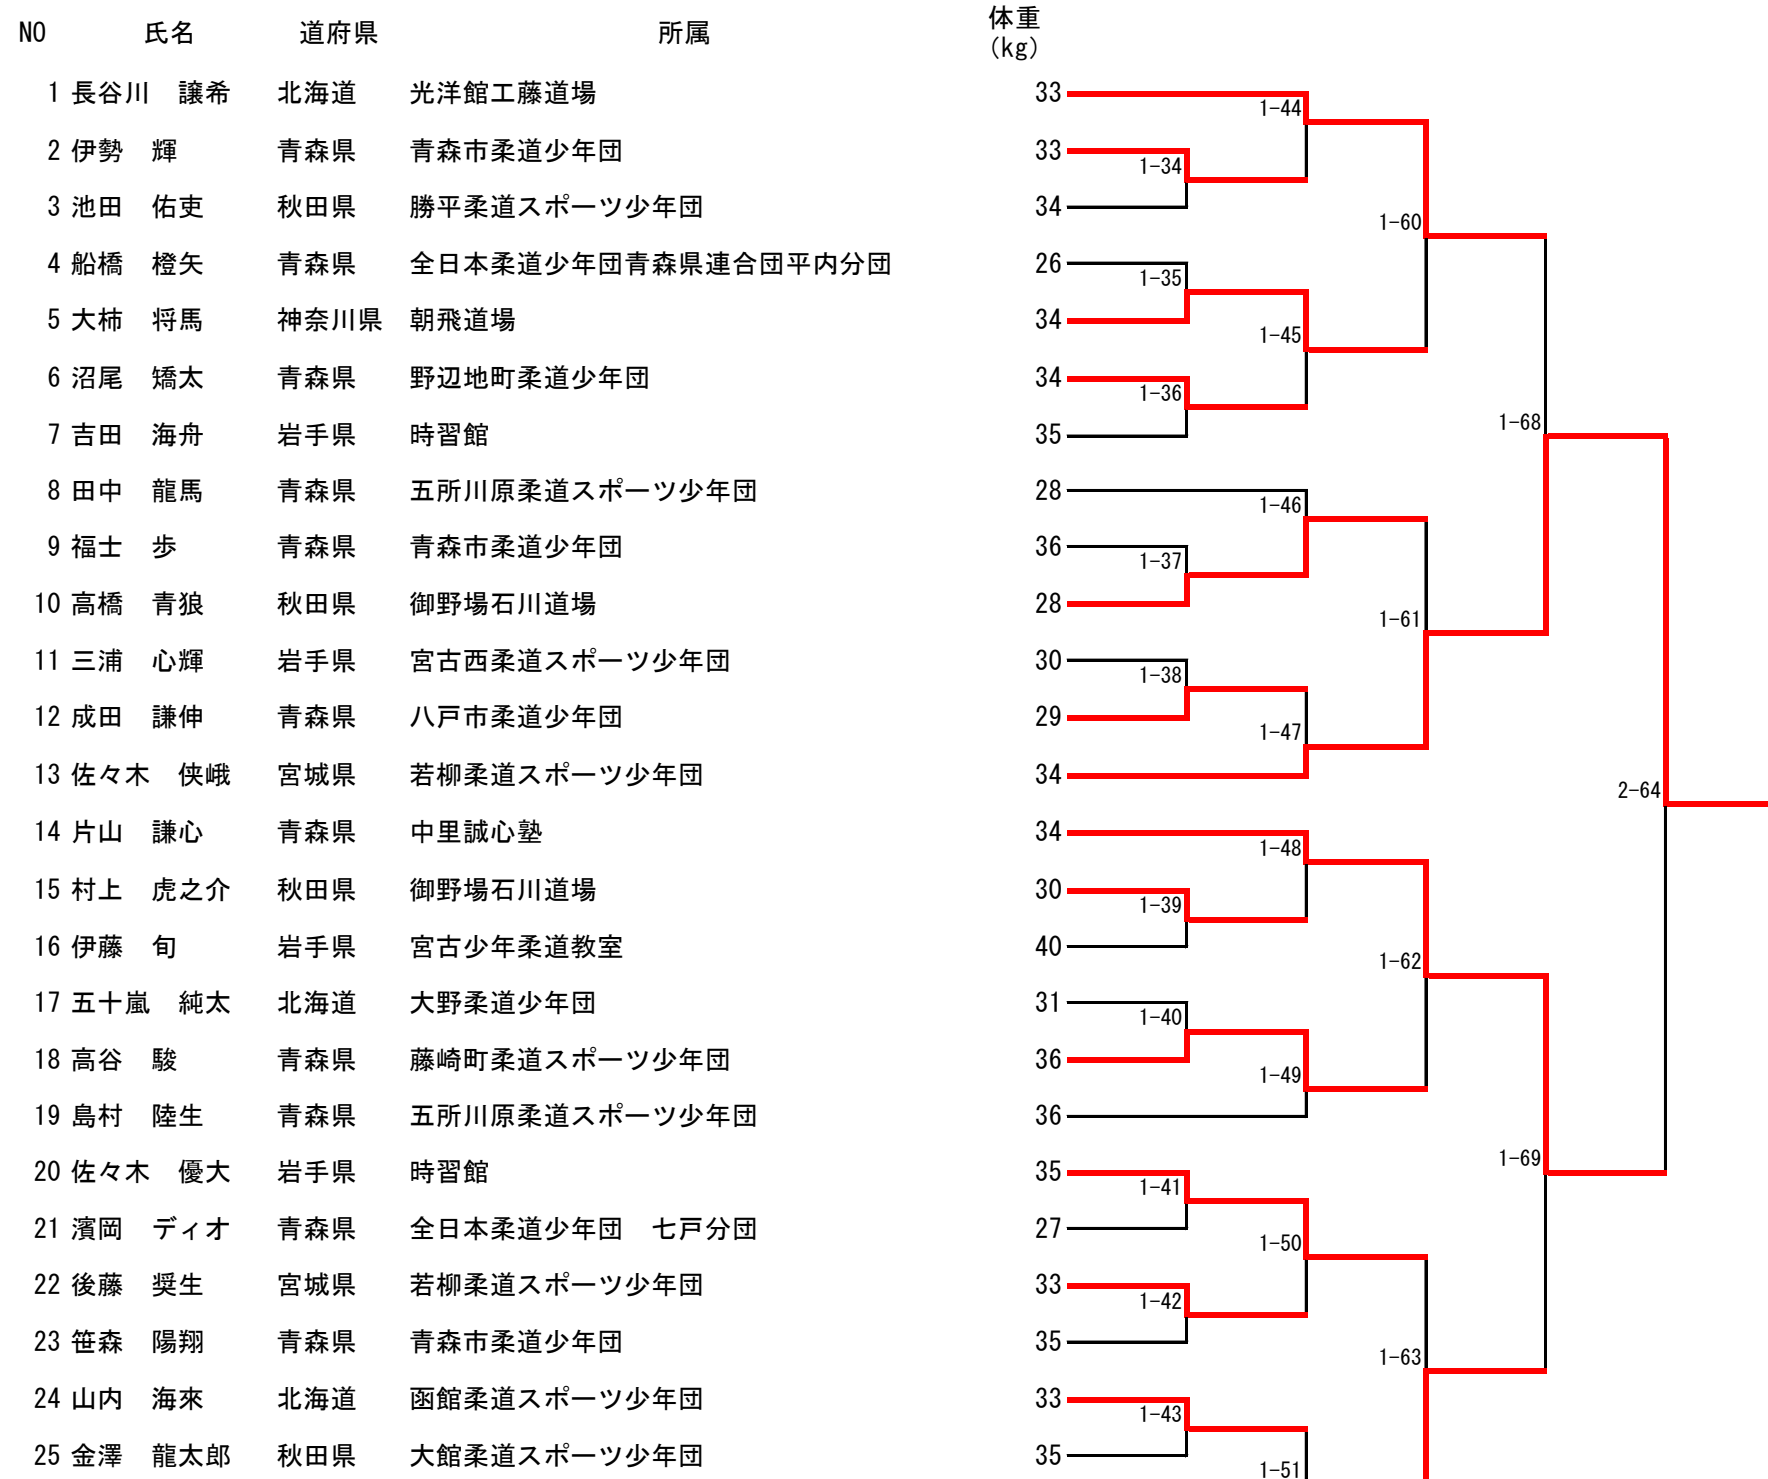 NO 氏名 道府県 所属 体重(kg)
1 長谷川　譲希 北海道 光洋館工藤道場 33
1-44
2 伊勢　輝 青森県 青森市柔道少年団 33
1-34
3 池田　佑吏 秋田県 勝平柔道スポーツ少年団 34
1-60
4 船橋　橙矢 青森県 全日本柔道少年団青森県連合団平内分団 26
1-35
5 大柿　将馬 神奈川県 朝飛道場 34
1-45
6 沼尾　矯太 青森県 野辺地町柔道少年団 34
1-36
7 吉田　海舟 岩手県 時習館 35
1-68
8 田中　龍馬 青森県 五所川原柔道スポーツ少年団 28
1-46
9 福士　歩 青森県 青森市柔道少年団 36
1-37
10 高橋　青狼 秋田県 御野場石川道場 28
1-61
11 三浦　心輝 岩手県 宮古西柔道スポーツ少年団 30
1-38
12 成田　謙伸 青森県 八戸市柔道少年団 29
1-47
13 佐々木　侠峨 宮城県 若柳柔道スポーツ少年団 34
2-64
14 片山　謙心 青森県 中里誠心塾 34
1-48
15 村上　虎之介 秋田県 御野場石川道場 30
1-39
16 伊藤　旬 岩手県 宮古少年柔道教室 40
1-62
17 五十嵐　純太 北海道 大野柔道少年団 31
1-40
18 高谷　駿 青森県 藤崎町柔道スポーツ少年団 36
1-49
19 島村　陸生 青森県 五所川原柔道スポーツ少年団 36
1-69
20 佐々木　優大 岩手県 時習館 35
1-41
21 濱岡　ディオ 青森県 全日本柔道少年団　七戸分団 27
1-50
22 後藤　奨生 宮城県 若柳柔道スポーツ少年団 33
1-42
23 笹森　陽翔 青森県 青森市柔道少年団 35
1-63
24 山内　海來 北海道 函館柔道スポーツ少年団 33
1-43
25 金澤　龍太郎 秋田県 大館柔道スポーツ少年団 35
1-51